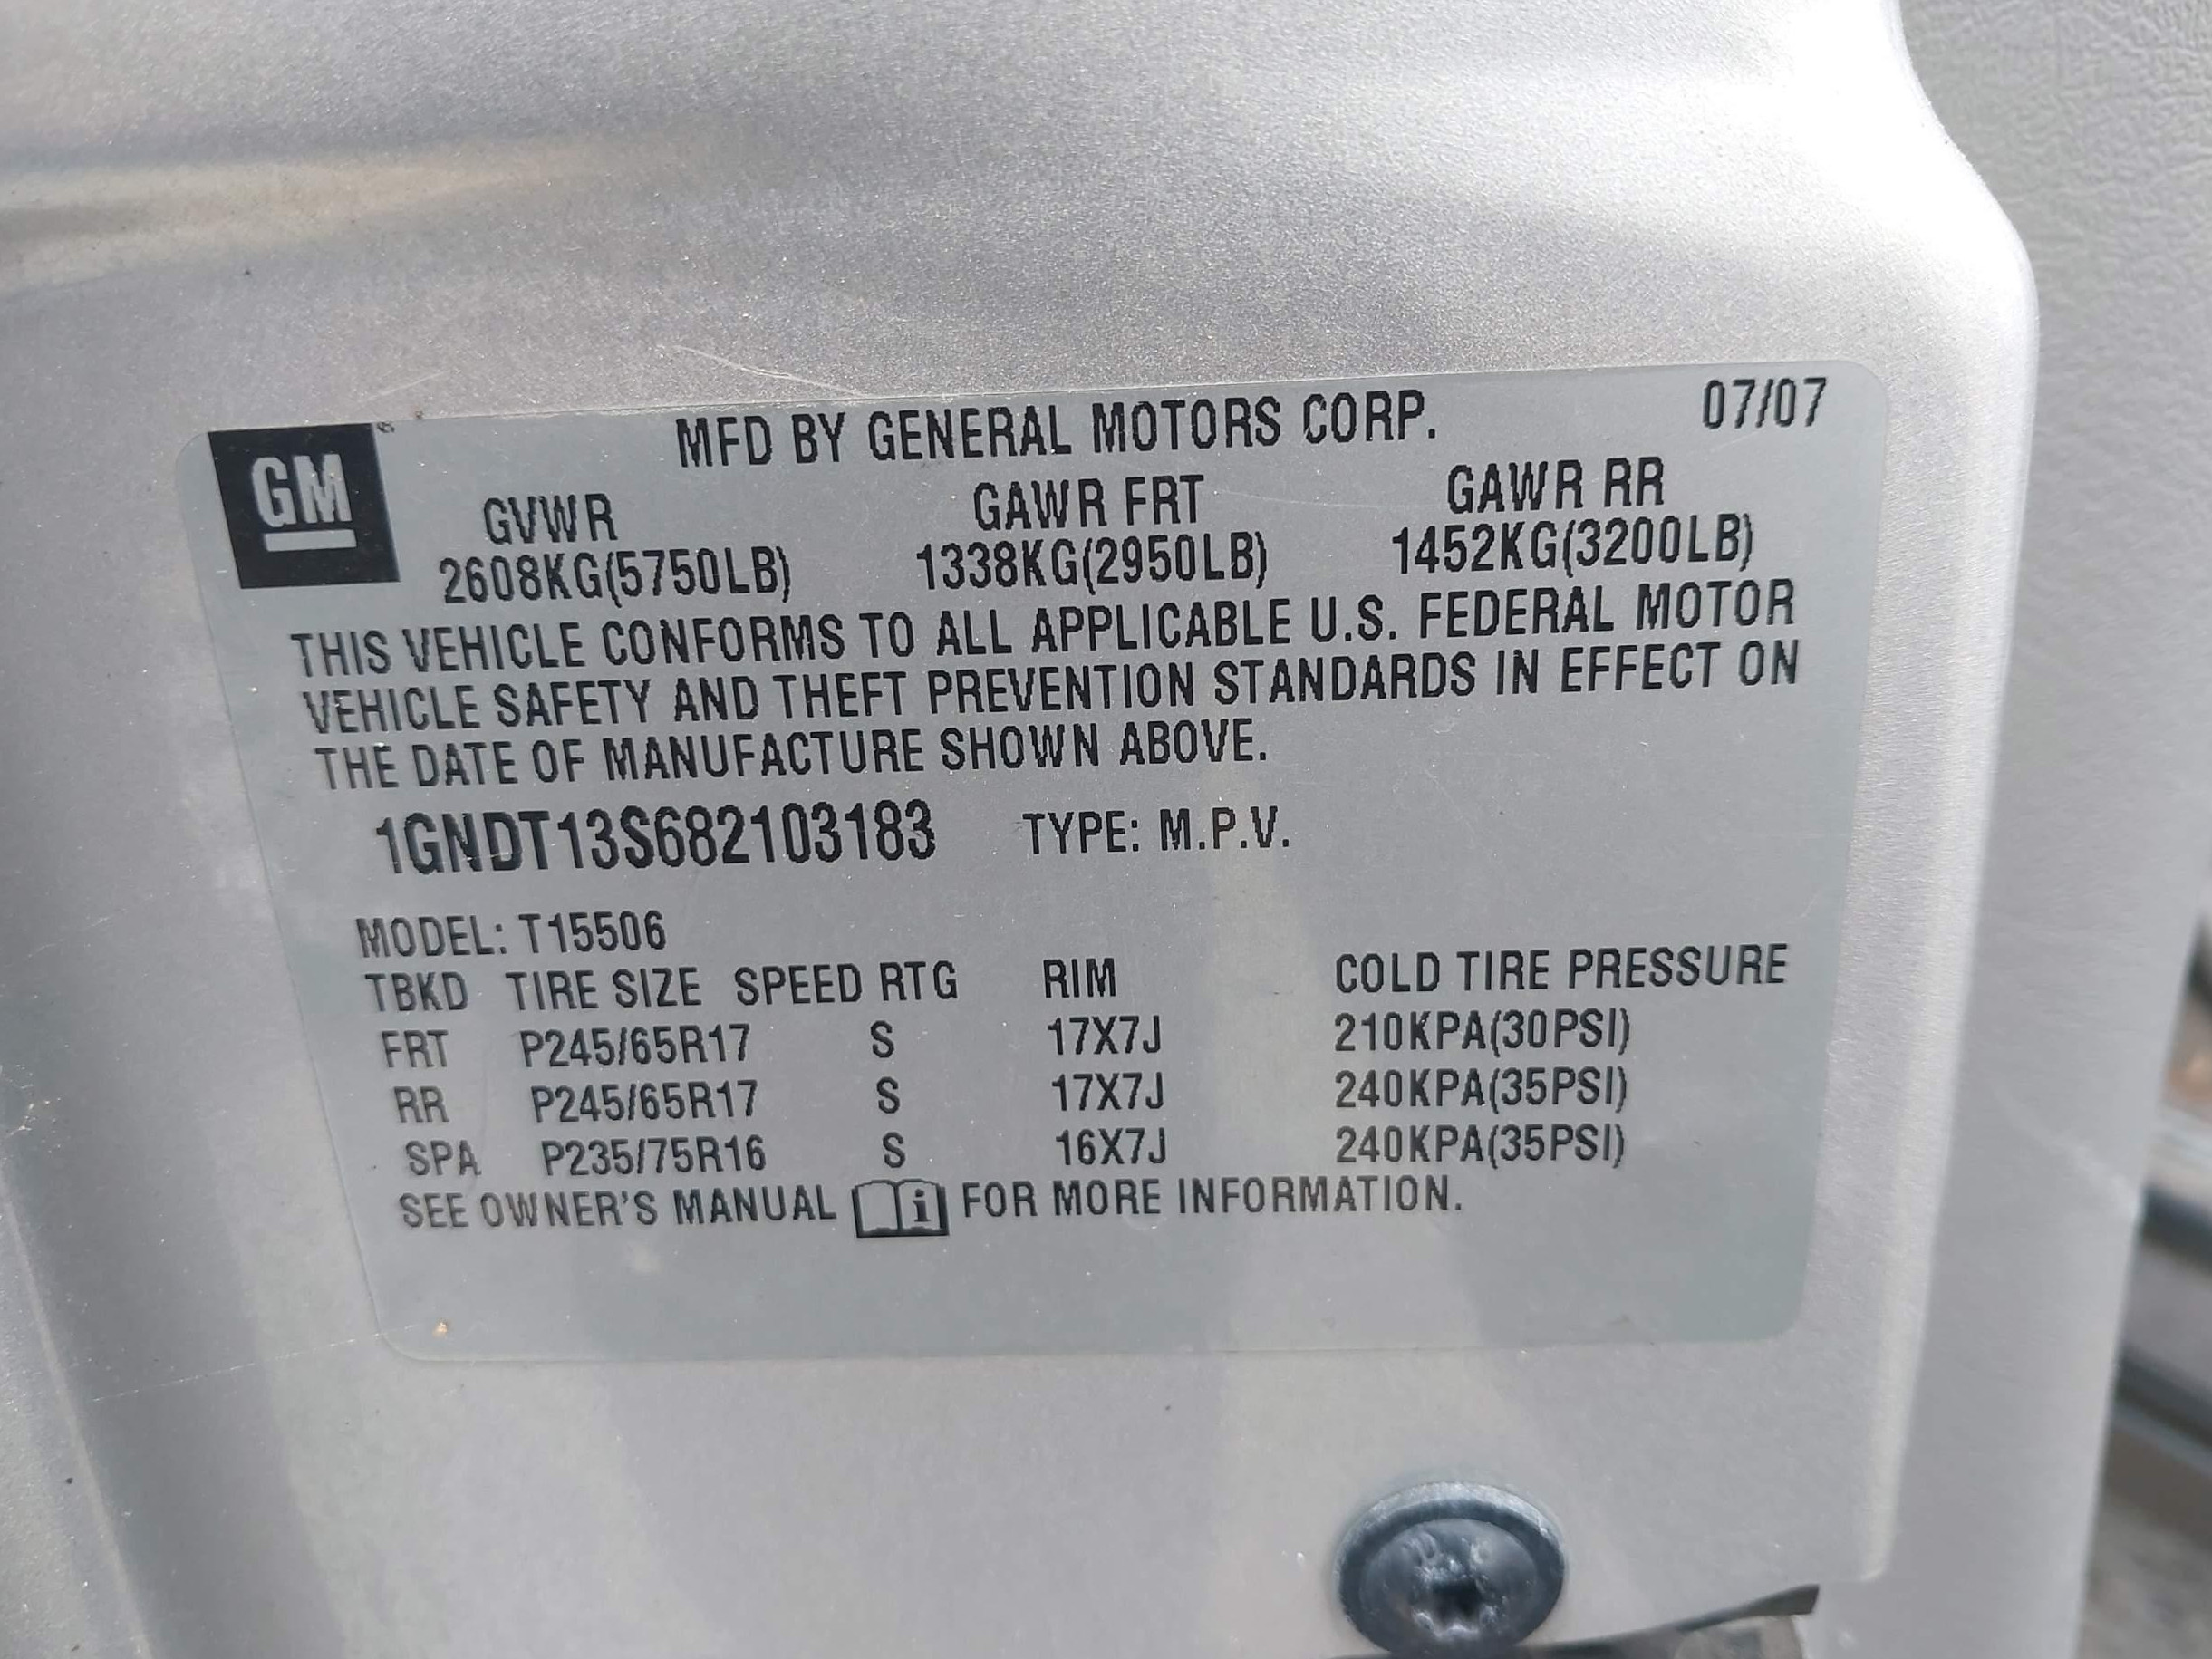 GM
MFD BY GENERAL MOTORS CORP. 07/07
GVWR GAWR FRT GAWR RR
2608KG(5750LB) 1338KG(2950LB) 1452KG(3200LB)
THIS VEHICLE CONFORMS TO ALL APPLICABLE U.S. FEDERAL MOTOR
VEHICLE SAFETY AND THEFT PREVENTION STANDARDS IN EFFECT ON
THE DATE OF MANUFACTURE SHOWN ABOVE.
1GNDT13S682103183 TYPE: M.P.V.
MODEL: T15506
TBKD TIRE SIZE SPEED RTG RIM COLD TIRE PRESSURE
FRT P245/65R17 S 17X7J 210KPA(30PSI)
RR P245/65R17 S 17X7J 240KPA(35PSI)
SPA P235/75R16 S 16X7J 240KPA(35PSI)
SEE OWNER'S MANUAL i FOR MORE INFORMATION.